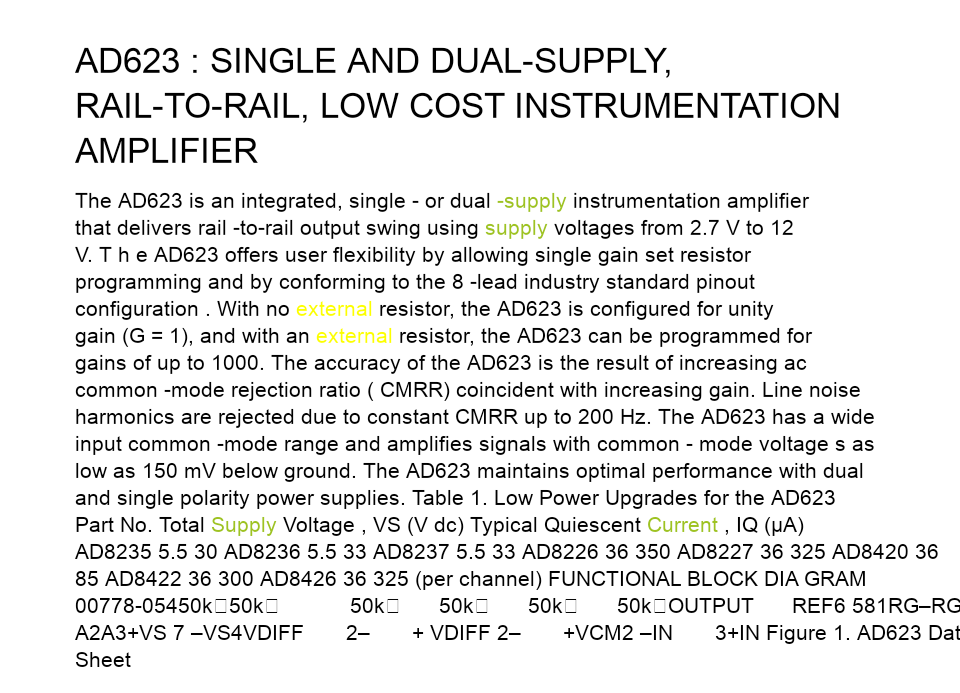 AD623 : SINGLE AND DUAL-SUPPLY,
RAIL-TO-RAIL, LOW COST INSTRUMENTATION
AMPLIFIER
The AD623 is an integrated, single - or dual -supply instrumentation amplifier
that delivers rail -to-rail output swing using supply voltages from 2.7 V to 12
V. T h e AD623 offers user flexibility by allowing single gain set resistor
programming and by conforming to the 8 -lead industry standard pinout
configuration . With no external resistor, the AD623 is configured for unity
gain (G = 1), and with an external resistor, the AD623 can be programmed for
gains of up to 1000. The accuracy of the AD623 is the result of increasing ac
common -mode rejection ratio ( CMRR) coincident with increasing gain. Line noise
harmonics are rejected due to constant CMRR up to 200 Hz. The AD623 has a wide
input common -mode range and amplifies signals with common - mode voltage s as
low as 150 mV below ground. The AD623 maintains optimal performance with dual
and single polarity power supplies. Table 1. Low Power Upgrades for the AD623
Part No. Total Supply Voltage , VS (V dc) Typical Quiescent Current , IQ (µA)
AD8235 5.5 30 AD8236 5.5 33 AD8237 5.5 33 AD8226 36 350 AD8227 36 325 AD8420 36
85 AD8422 36 300 AD8426 36 325 (per channel) FUNCTIONAL BLOCK DIA GRAM
00778-05450k□50k□ 50k□ 50k□ 50k□ 50k□OUTPUT REF6 581RG–RG
A2A3+VS 7 –VS4VDIFF 2– + VDIFF 2– +VCM2 –IN 3+IN Figure 1. AD623 Dat
Sheet